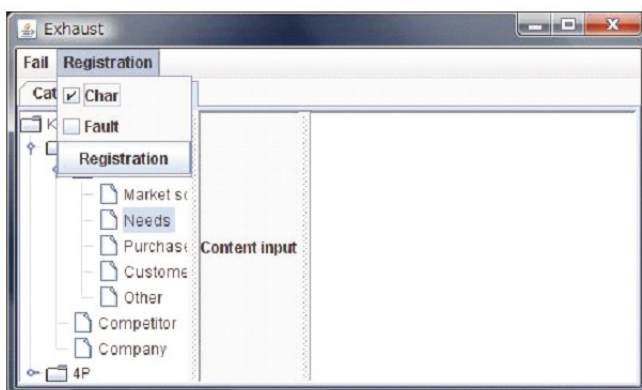 Exhaust
Fail Registration
Cat
Char
K
Fault
Registration
Market sc
Needs
Purchase
Content input
Custome
Other
Competitor
Company
4P